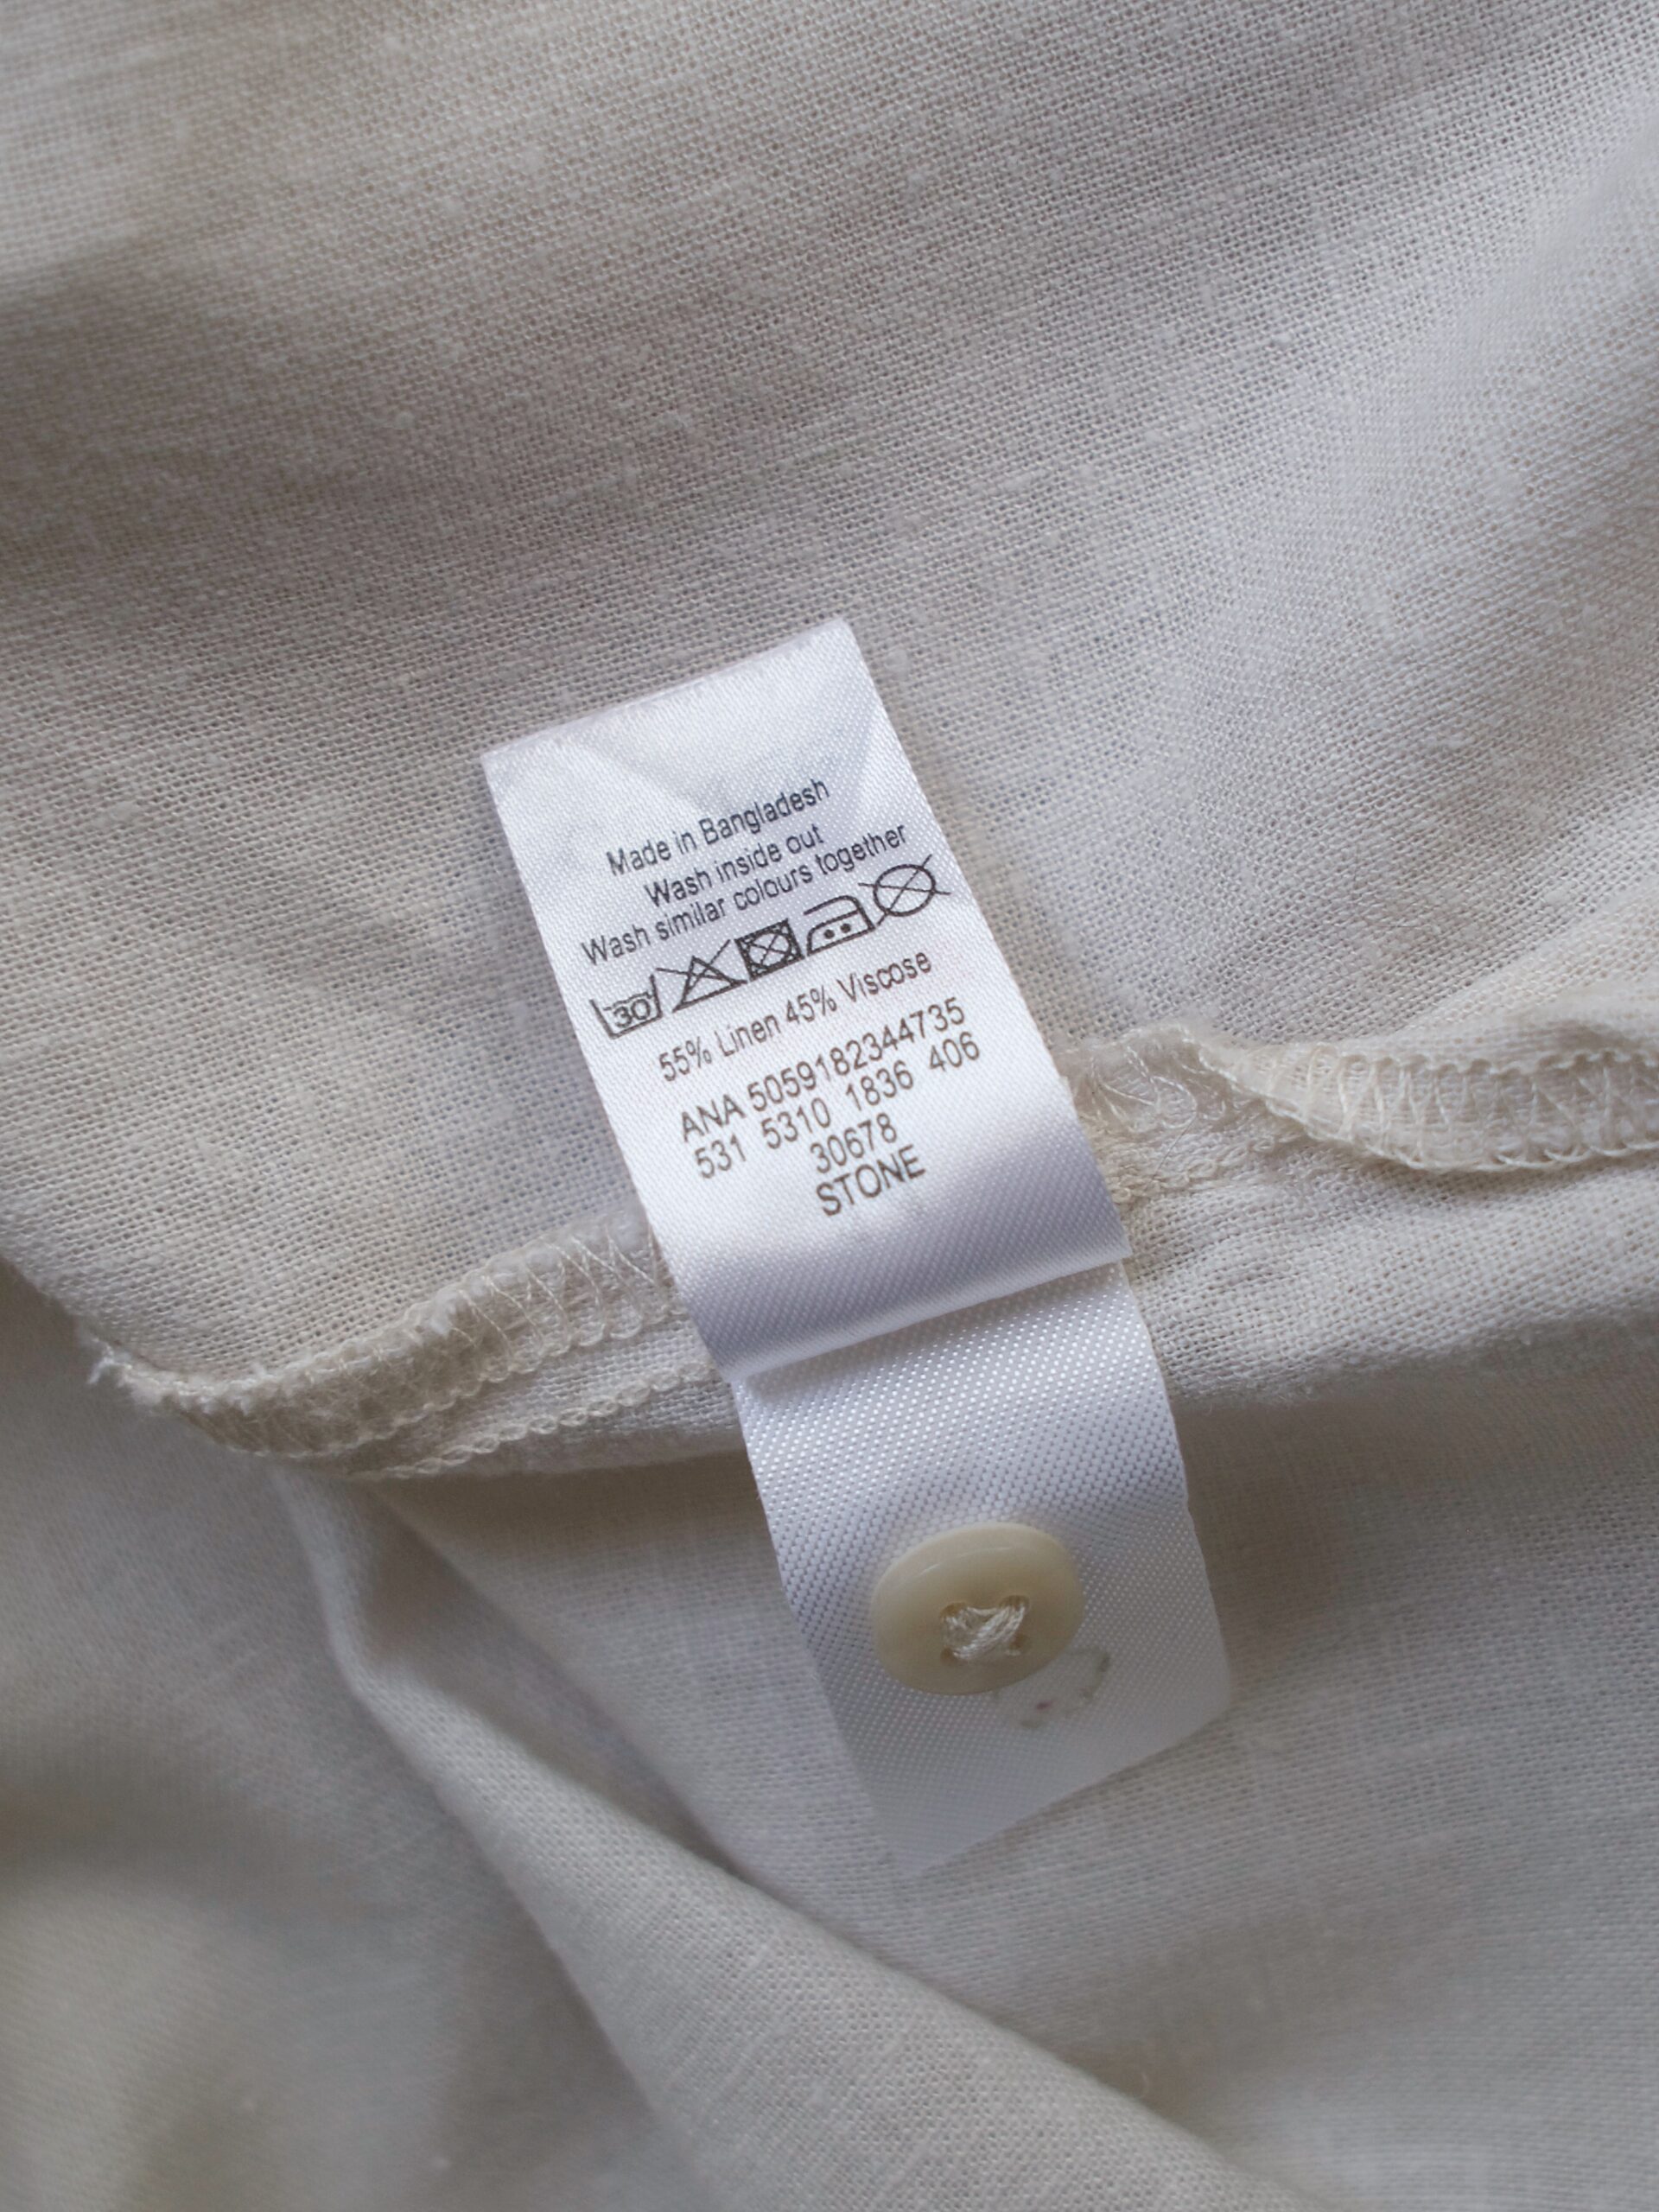 Made in Bangladesh
Wash inside out
Wash similar colours together
30
55% Linen 45% Viscose
ANA 5059182344735
531 5310 1836 406
30678
STONE